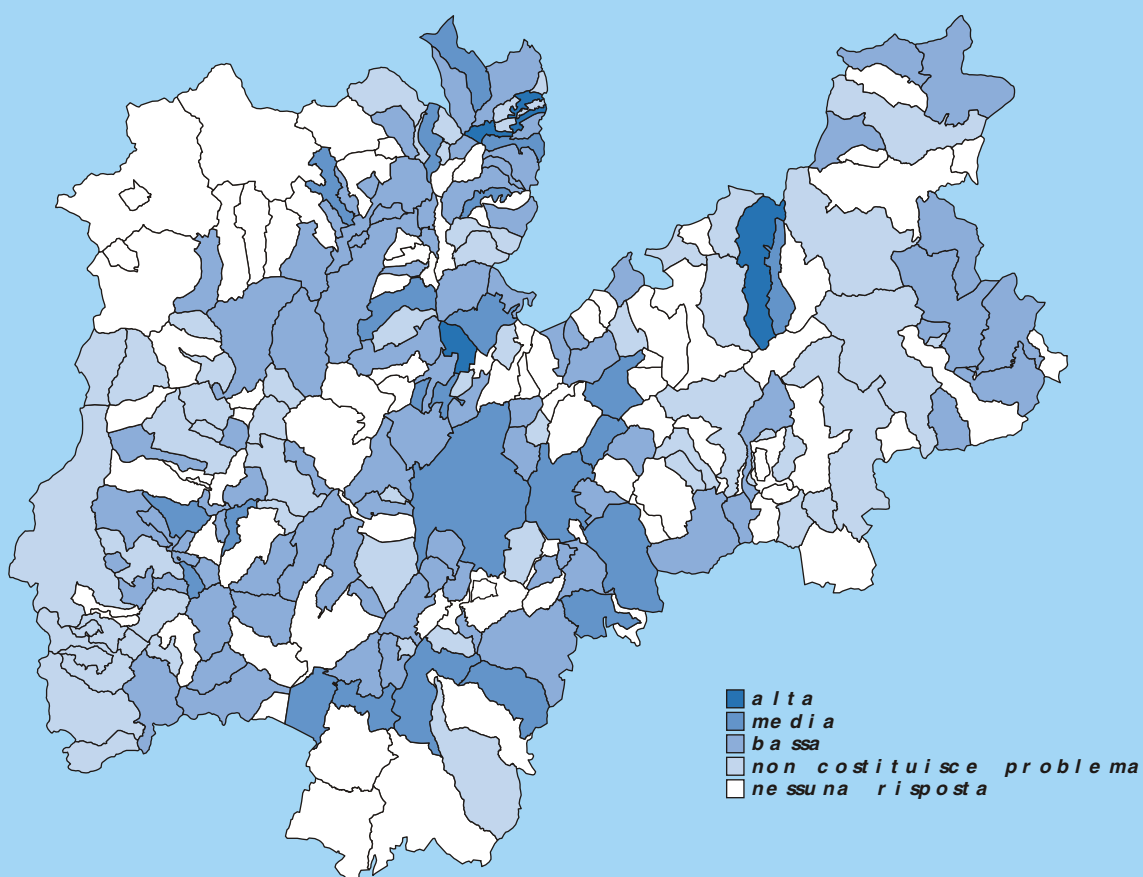 alta
media
bassa
non costituisce problema
nessuna risposta